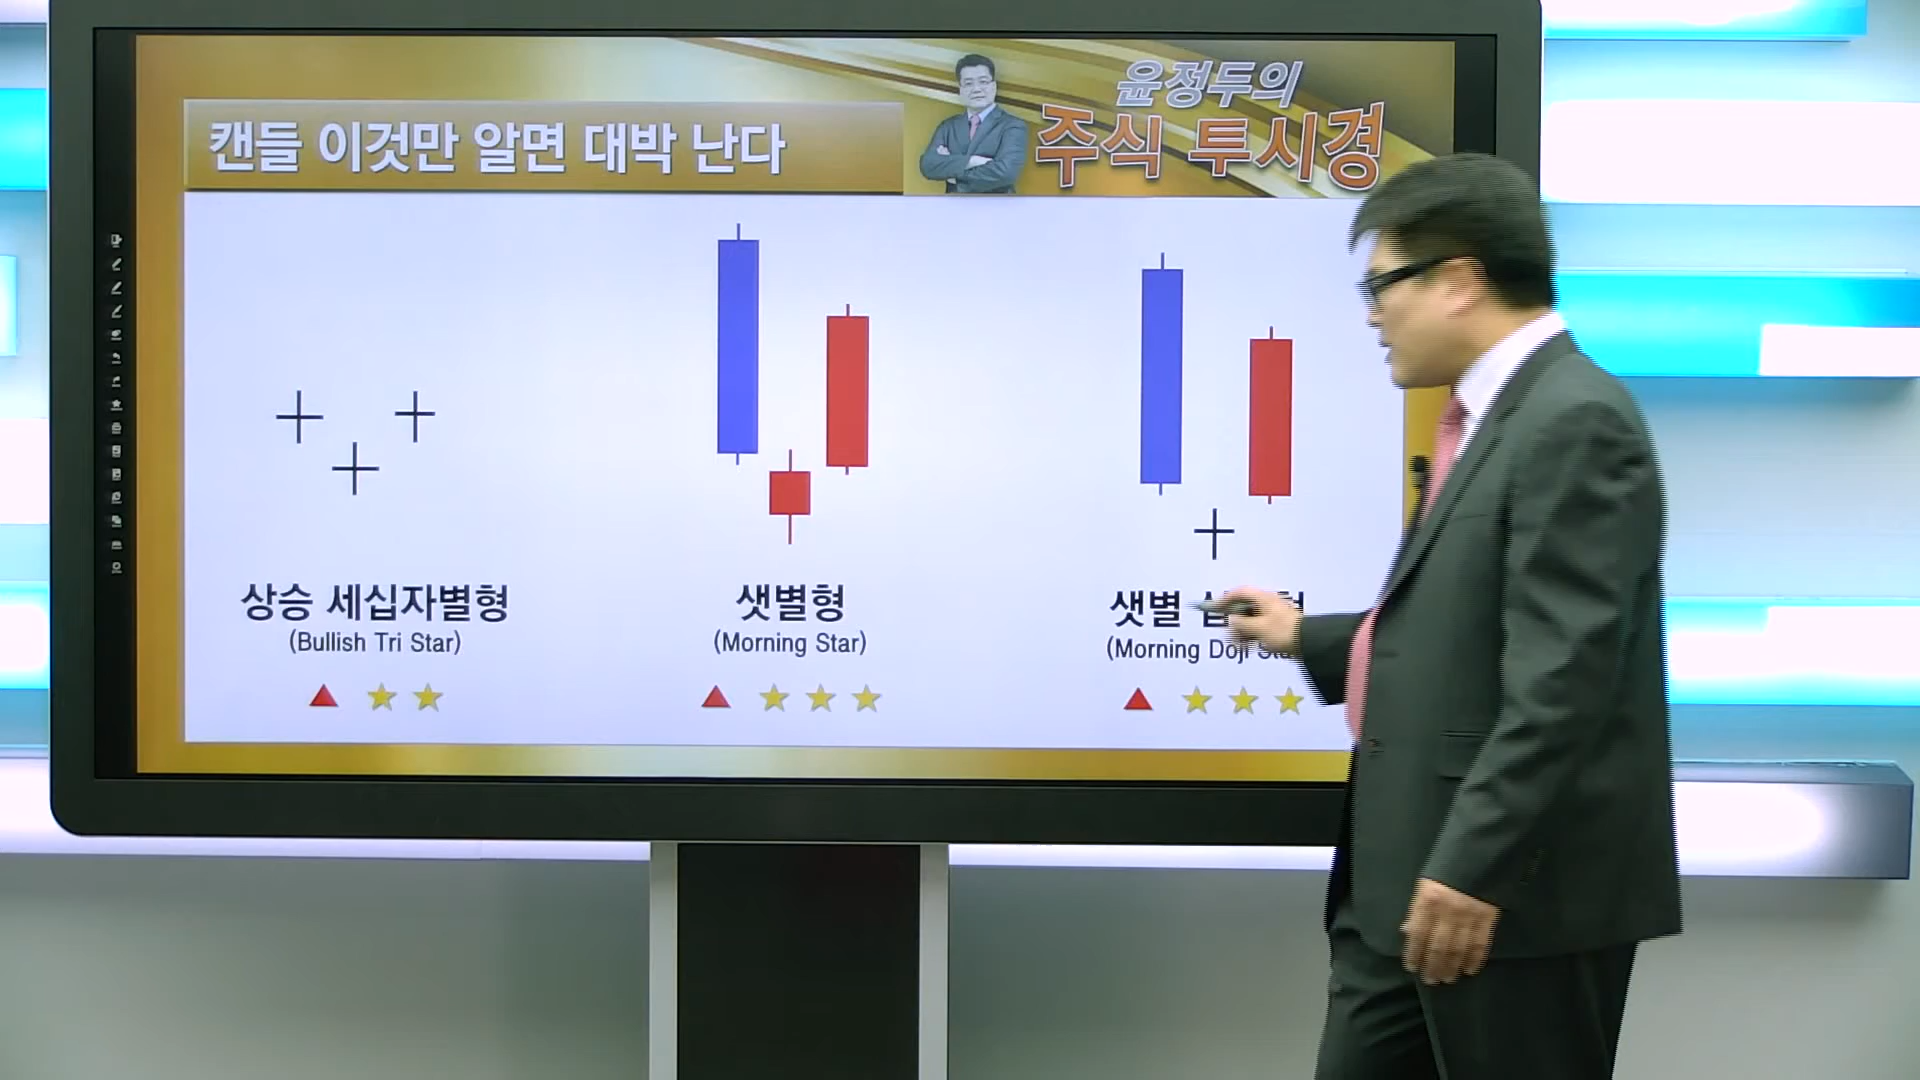 윤정두의
주식 투시경
캔들 이것만 알면 대박 난다
상승 세십자별형
(Bullish Tri Star)
샛별형
(Morning Star)
샛별
(Morning Doji